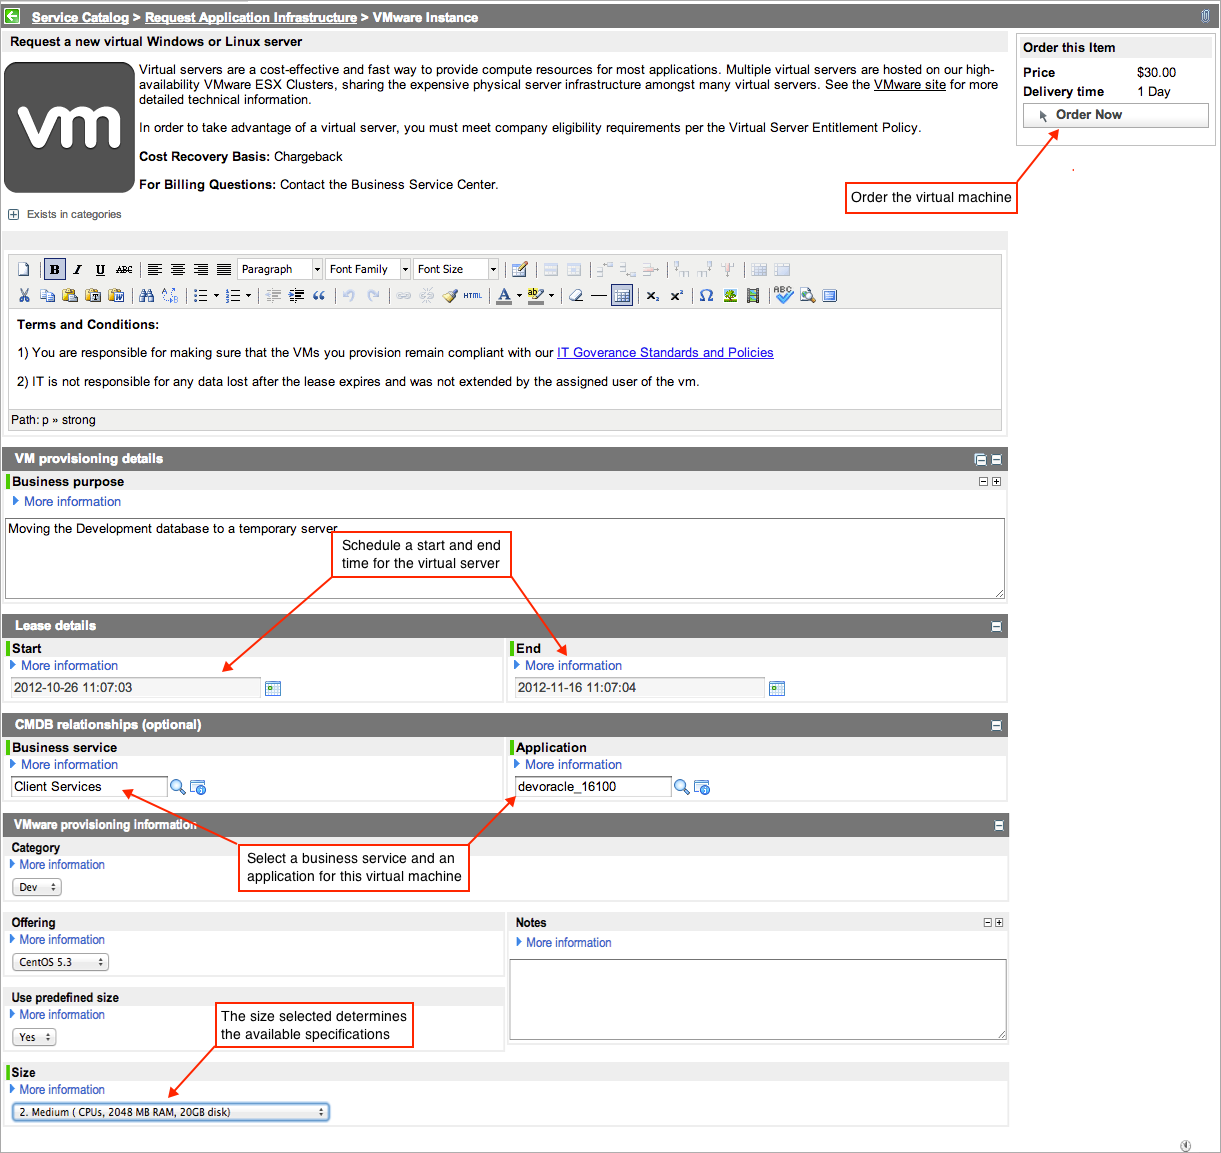 Service Catalog > Request Application Infrastructure > VMware Instance
Request a new virtual Windows or Linux server
vm
Virtual servers are a cost-effective and fast way to provide compute resources for most applications. Multiple virtual servers are hosted on our high-
availability VMware ESX Clusters, sharing the expensive physical server infrastructure amongst many virtual servers. See the VMware site for more
detailed technical information.
In order to take advantage of a virtual server, you must meet company eligibility requirements per the Virtual Server Entitlement Policy.
Cost Recovery Basis: Chargeback
For Billing Questions: Contact the Business Service Center.
Exists in categories
Order this Item
Price $30.00
Delivery time 1 Day
Order Now
Order the virtual machine
B I U ABC Paragraph Font Family Font Size
HTML A ab x₂ x² Ω ABC
Terms and Conditions:
1) You are responsible for making sure that the VMs you provision remain compliant with our IT Goverance Standards and Policies
2) IT is not responsible for any data lost after the lease expires and was not extended by the assigned user of the vm.
Path: p » strong
VM provisioning details
Business purpose
More information
Moving the Development database to a temporary server
Schedule a start and end
time for the virtual server
Lease details
Start
More information
2012-10-26 11:07:03
End
More information
2012-11-16 11:07:04
CMDB relationships (optional)
Business service
More information
Client Services
Application
More information
devoracle_16100
VMware provisioning information
Select a business service and an
application for this virtual machine
Category
More information
Dev
Offering
More information
CentOS 5.3
Notes
More information
Use predefined size
More information
Yes
The size selected determines
the available specifications
Size
More information
2. Medium ( CPUs, 2048 MB RAM, 20GB disk)